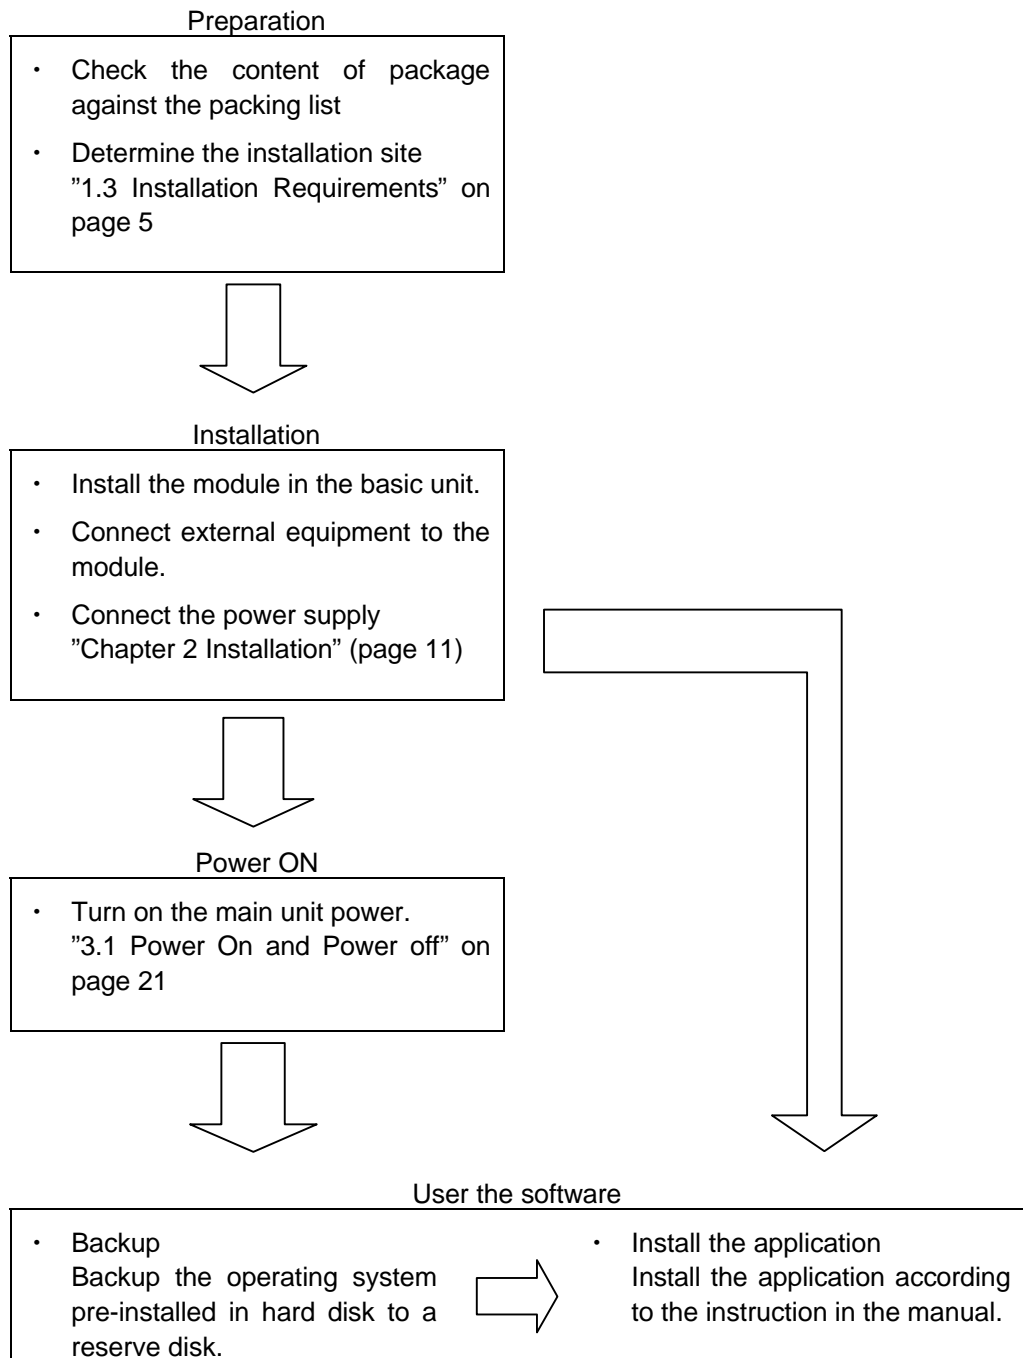 Preparation
・ Check the content of package
against the packing list
・ Determine the installation site
”1.3 Installation Requirements” on
page 5
Installation
・ Install the module in the basic unit.
・ Connect external equipment to the
module.
・ Connect the power supply
”Chapter 2 Installation” (page 11)
Power ON
・ Turn on the main unit power.
”3.1 Power On and Power off” on
page 21
User the software
・ Backup
Backup the operating system
pre-installed in hard disk to a
reserve disk.
・ Install the application
Install the application according
to the instruction in the manual.